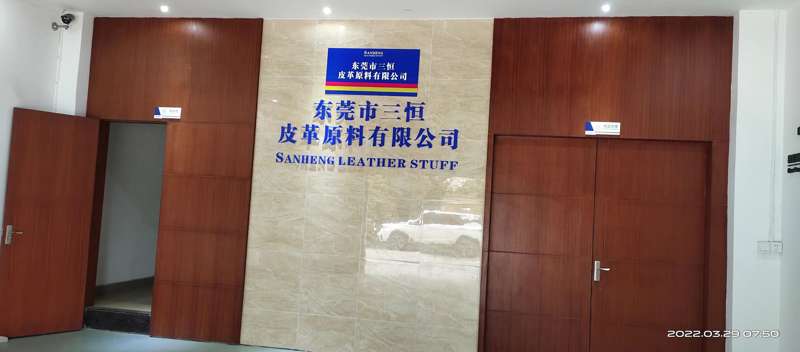 SANHENG
东莞市三恒
皮革原料有限公司
东莞市三恒
皮革原料有限公司
SANHENG LEATHER STUFF
2022.03.29 07:50